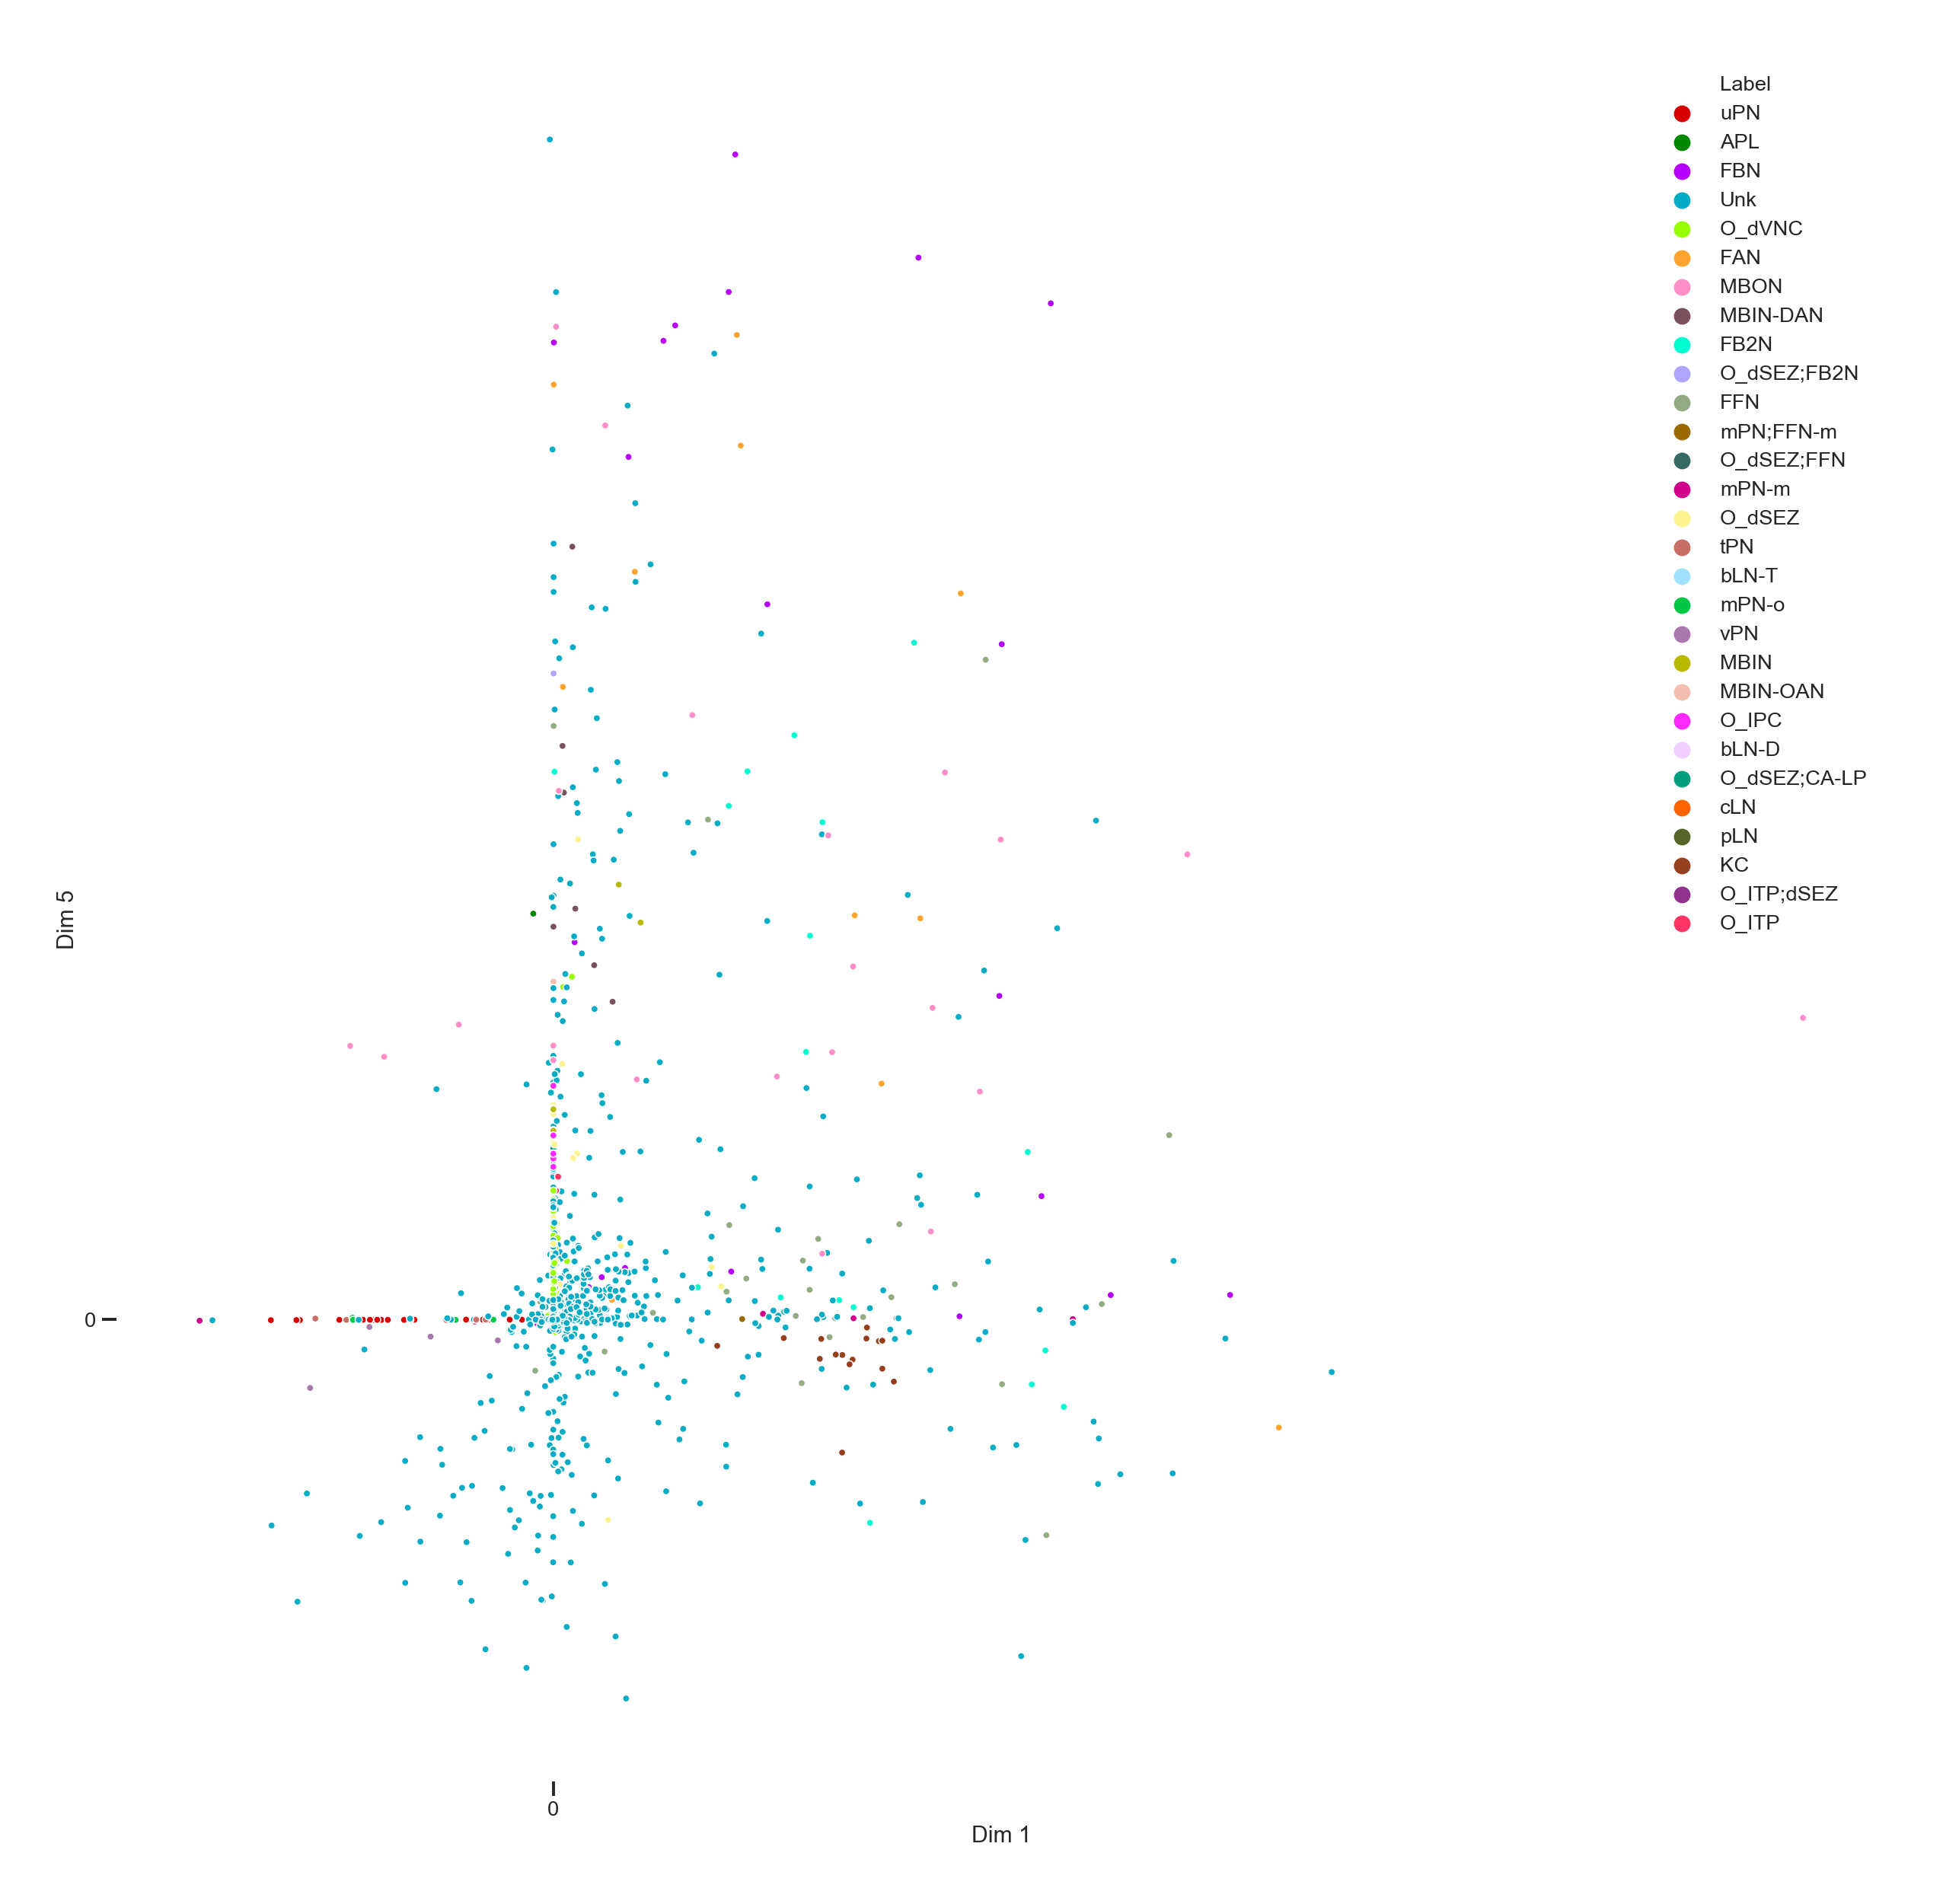 Label
uPN
APL
FBN
Unk
O_dVNC
FAN
MBON
MBIN-DAN
FB2N
O_dSEZ;FB2N
FFN
mPN;FFN-m
O_dSEZ;FFN
mPN-m
O_dSEZ
tPN
bLN-T
mPN-o
vPN
MBIN
MBIN-OAN
O_IPC
bLN-D
O_dSEZ;CA-LP
cLN
pLN
KC
O_ITP;dSEZ
O_ITP
Dim 5
0
0
Dim 1